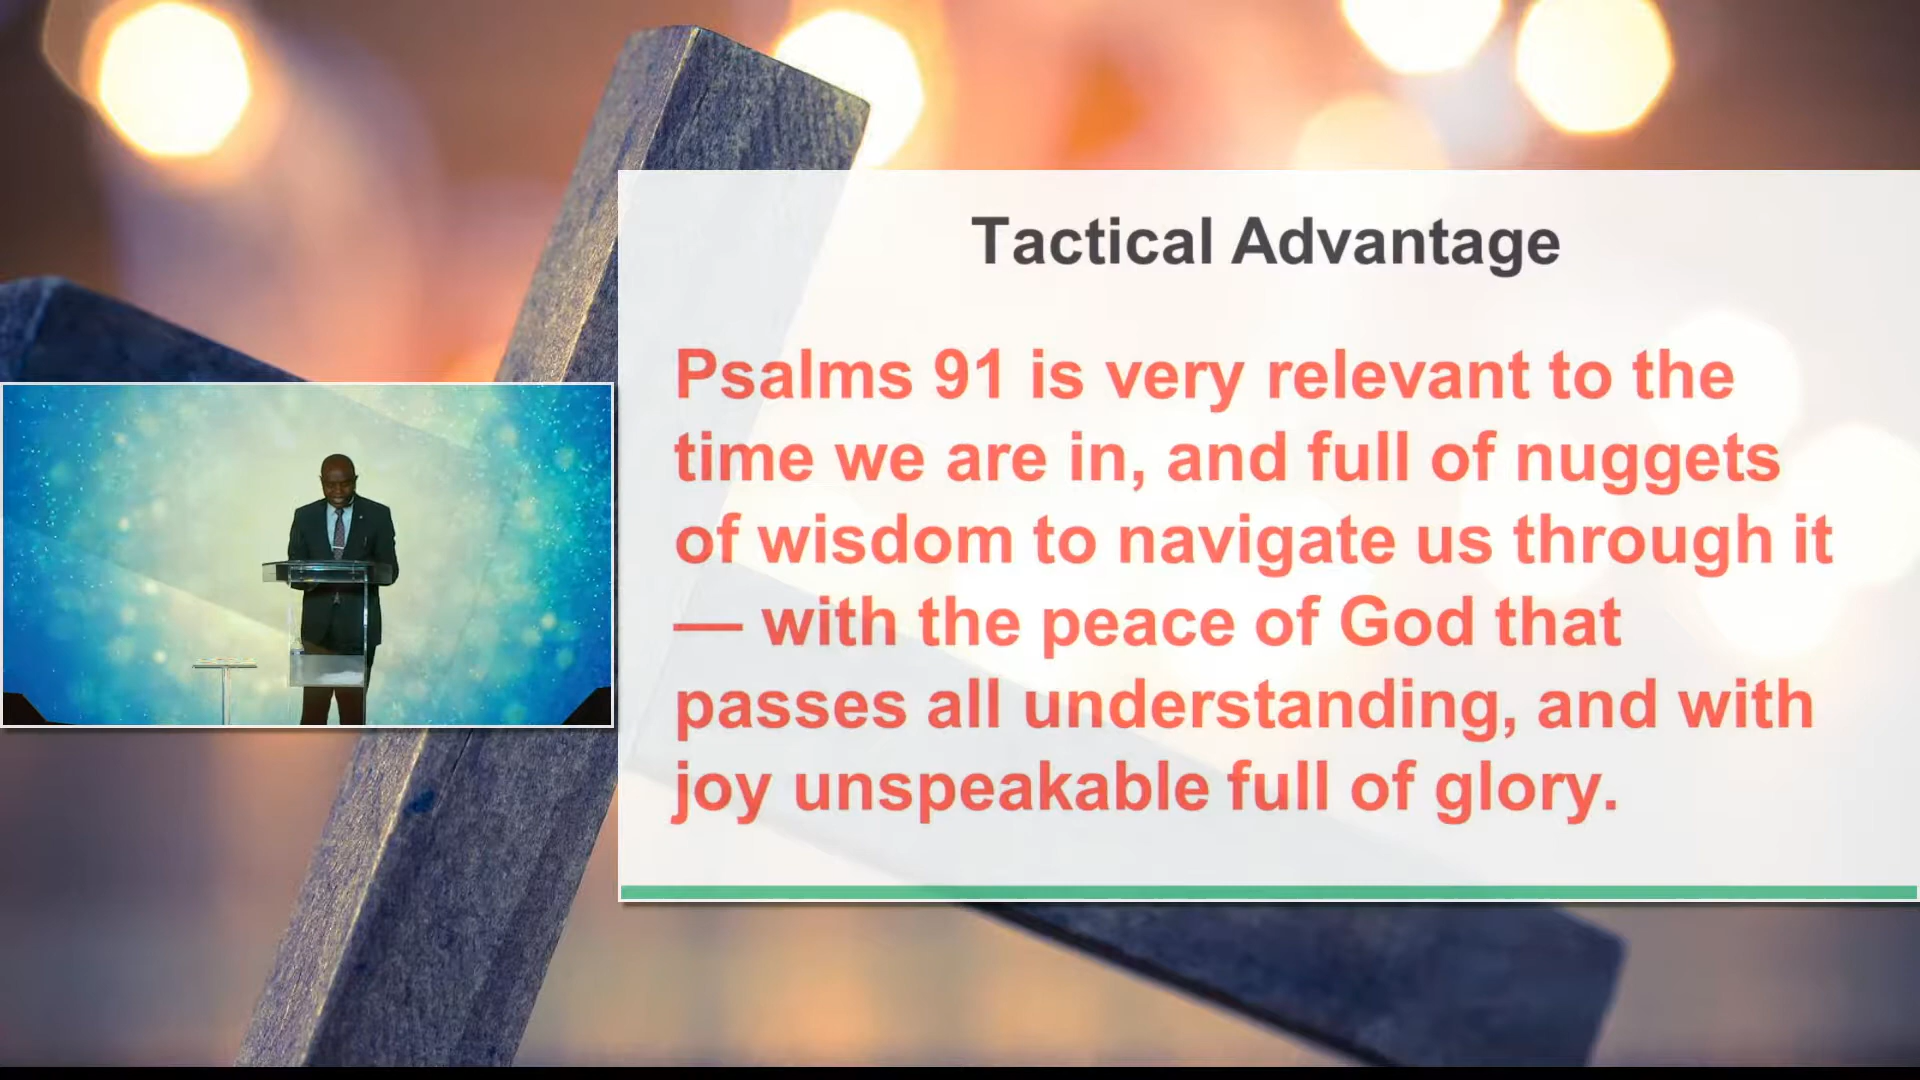 Tactical Advantage
Psalms 91 is very relevant to the
time we are in, and full of nuggets
of wisdom to navigate us through it
— with the peace of God that
passes all understanding, and with
joy unspeakable full of glory.